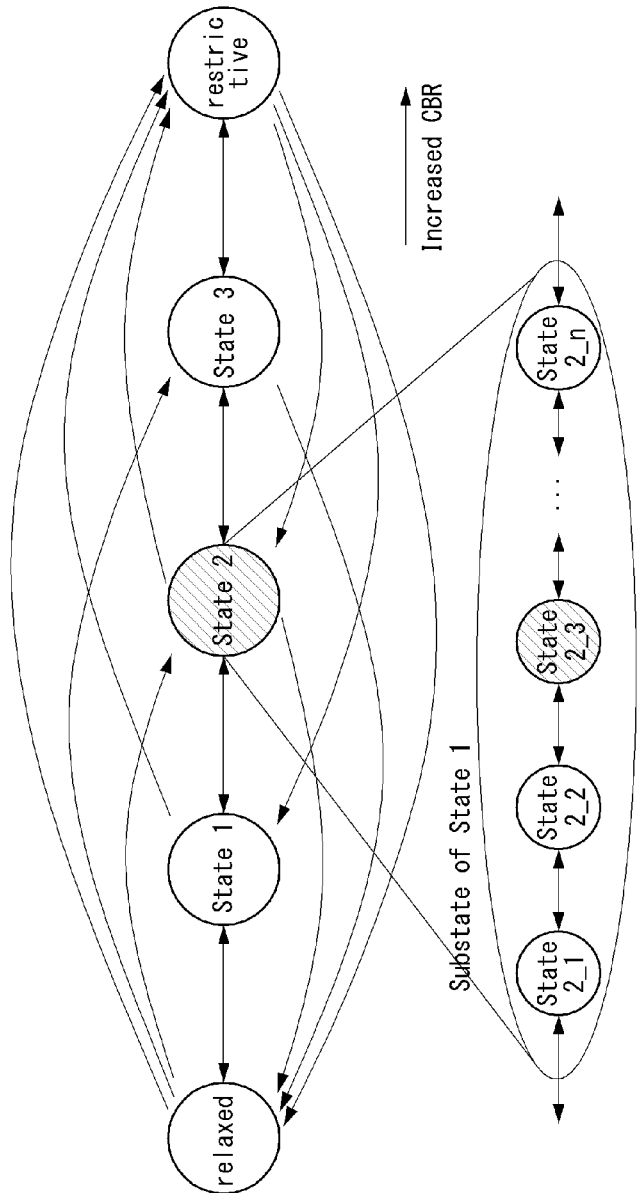 relaxed
State 1
State 2
State 3
restric
tive
Increased CBR
Substate of State 1
State
2_1
State
2_2
State
2_3
...
State
2_n